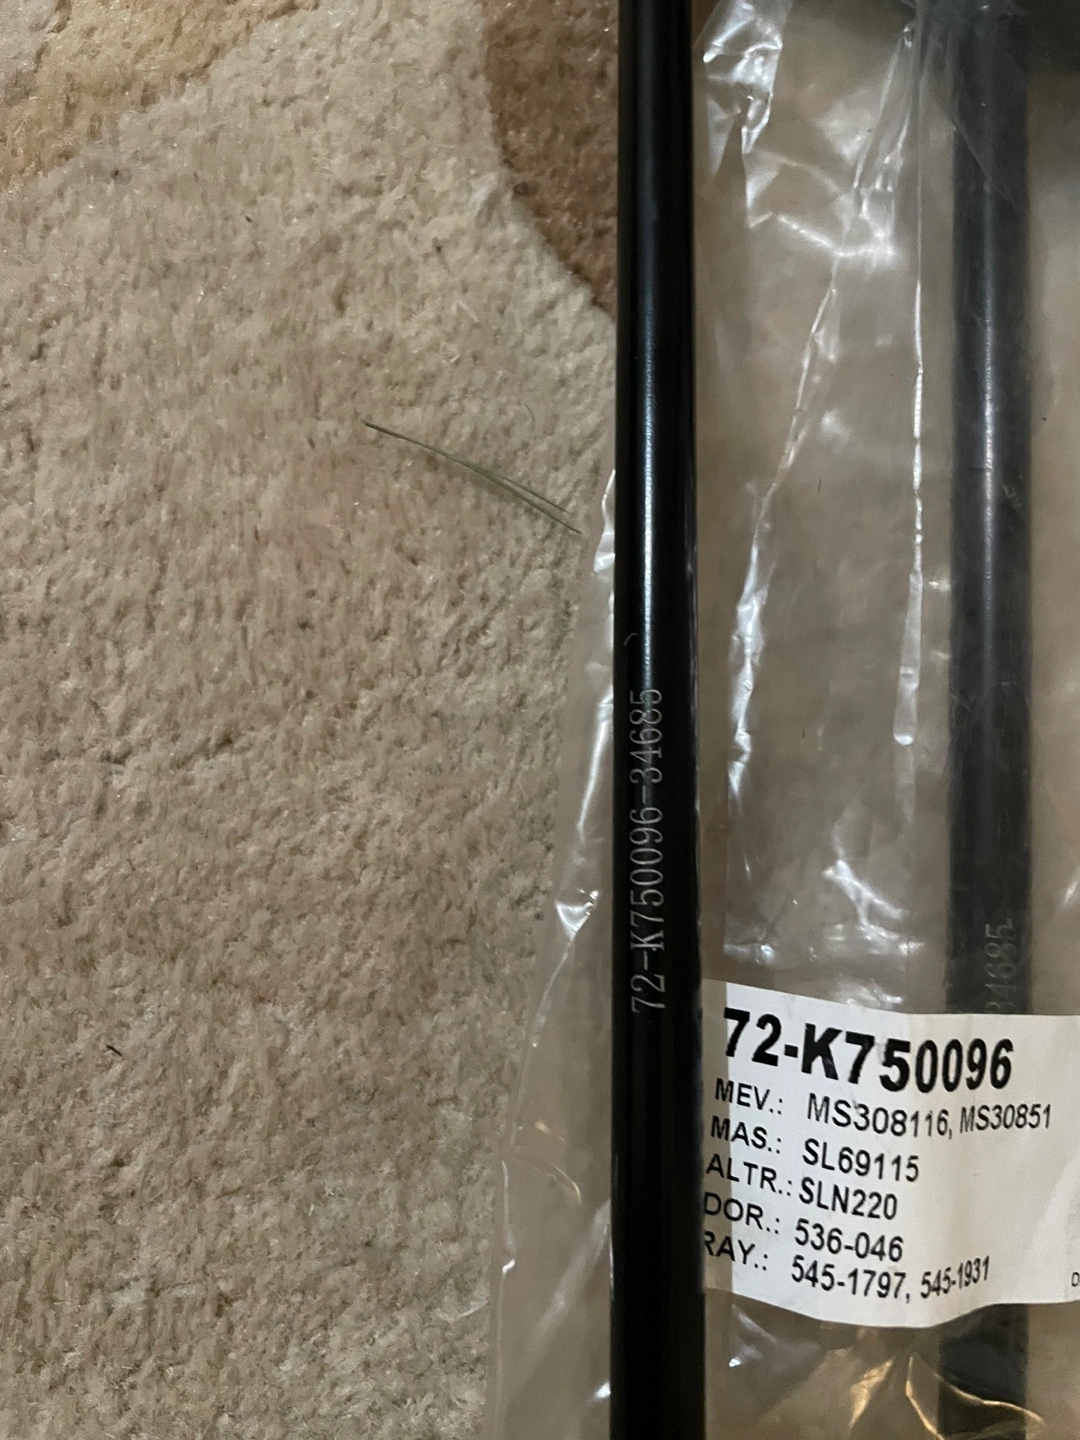 72-K750096-34685
34685
72-K750096
MEV.: MS308116, MS30851
MAS.: SL69115
ALTR.: SLN220
DOR.: 536-046
RAY.: 545-1797, 545-1931